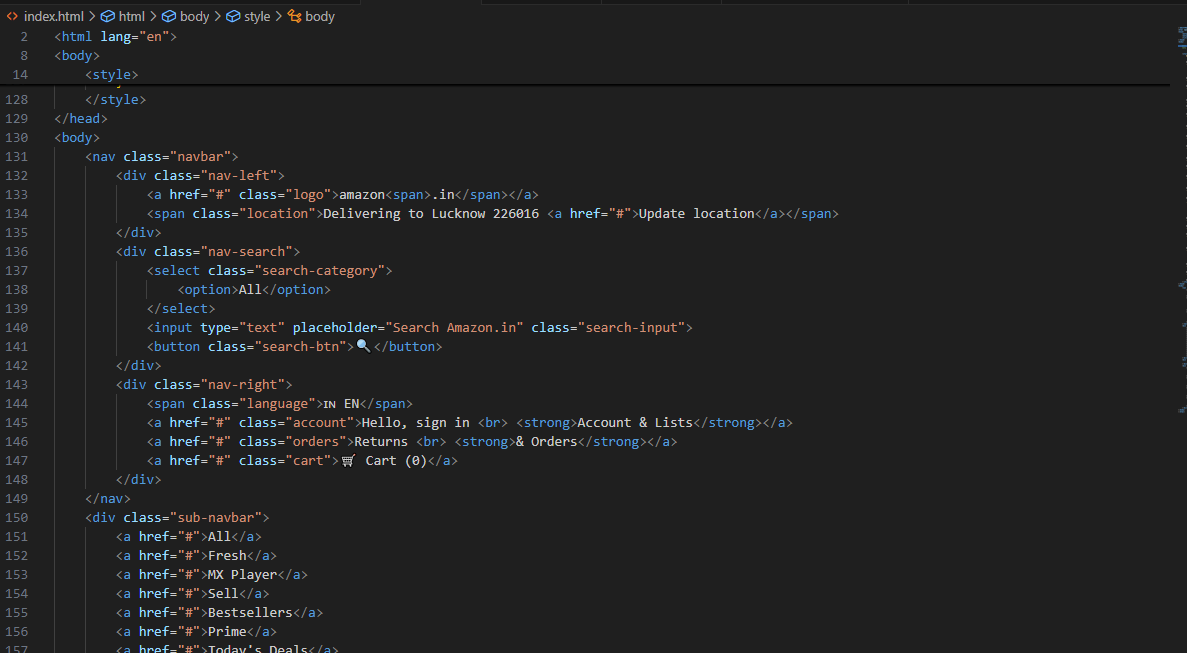 index.html > html > body > style > body
2 <html lang="en">
8 <body>
14 <style>
128 </style>
129 </head>
130 <body>
131 <nav class="navbar">
132 <div class="nav-left">
133 <a href="#" class="logo">amazon<span>.in</span></a>
134 <span class="location">Delivering to Lucknow 226016 <a href="#">Update location</a></span>
135 </div>
136 <div class="nav-search">
137 <select class="search-category">
138 <option>All</option>
139 </select>
140 <input type="text" placeholder="Search Amazon.in" class="search-input">
141 <button class="search-btn">🔍</button>
142 </div>
143 <div class="nav-right">
144 <span class="language">🇮🇳 EN</span>
145 <a href="#" class="account">Hello, sign in <br> <strong>Account & Lists</strong></a>
146 <a href="#" class="orders">Returns <br> <strong>& Orders</strong></a>
147 <a href="#" class="cart">🛒 Cart (0)</a>
148 </div>
149 </nav>
150 <div class="sub-navbar">
151 <a href="#">All</a>
152 <a href="#">Fresh</a>
153 <a href="#">MX Player</a>
154 <a href="#">Sell</a>
155 <a href="#">Bestsellers</a>
156 <a href="#">Prime</a>
157 <a href="#">Today's Deals</a>